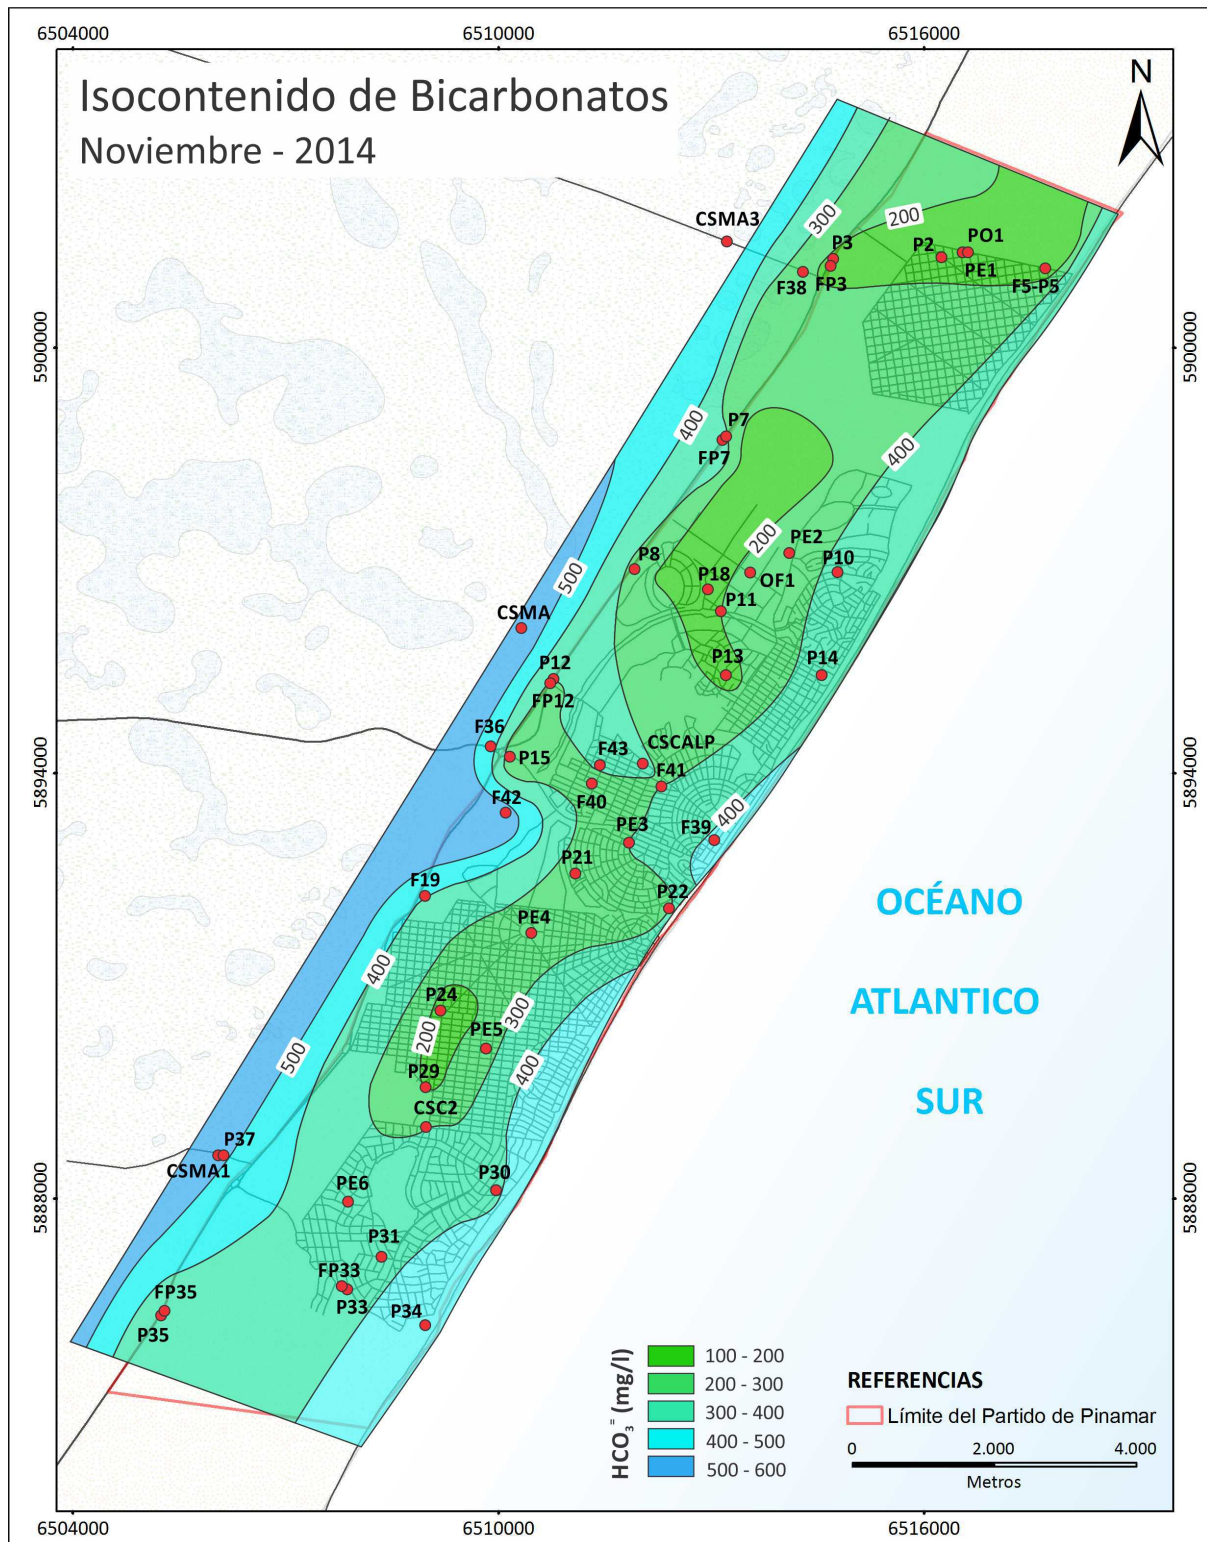 6504000
6510000
6516000
Isocontenido de Bicarbonatos
Noviembre - 2014
N
CSMA3
300
200
P3
P2
PO1
F38
FP3
PE1
F5-P5
5900000
5900000
400
P7
FP7
400
200
PE2
P8
P10
500
P18
OF1
P11
CSMA
P12
P13
P14
FP12
F36
P15
F43
CSCALP
5894000
5894000
F42
F40
F41
PE3
F39
400
P21
F19
P22
PE4
OCÉANO
400
P24
300
ATLANTICO
200
PE5
500
400
P29
CSC2
SUR
P37
CSMA1
PE6
P30
5888000
5888000
P31
FP33
FP35
P33
P34
P35
HCO₃⁼ (mg/l)
100 - 200
200 - 300
300 - 400
400 - 500
500 - 600
REFERENCIAS
Límite del Partido de Pinamar
0
2.000
4.000
Metros
6504000
6510000
6516000